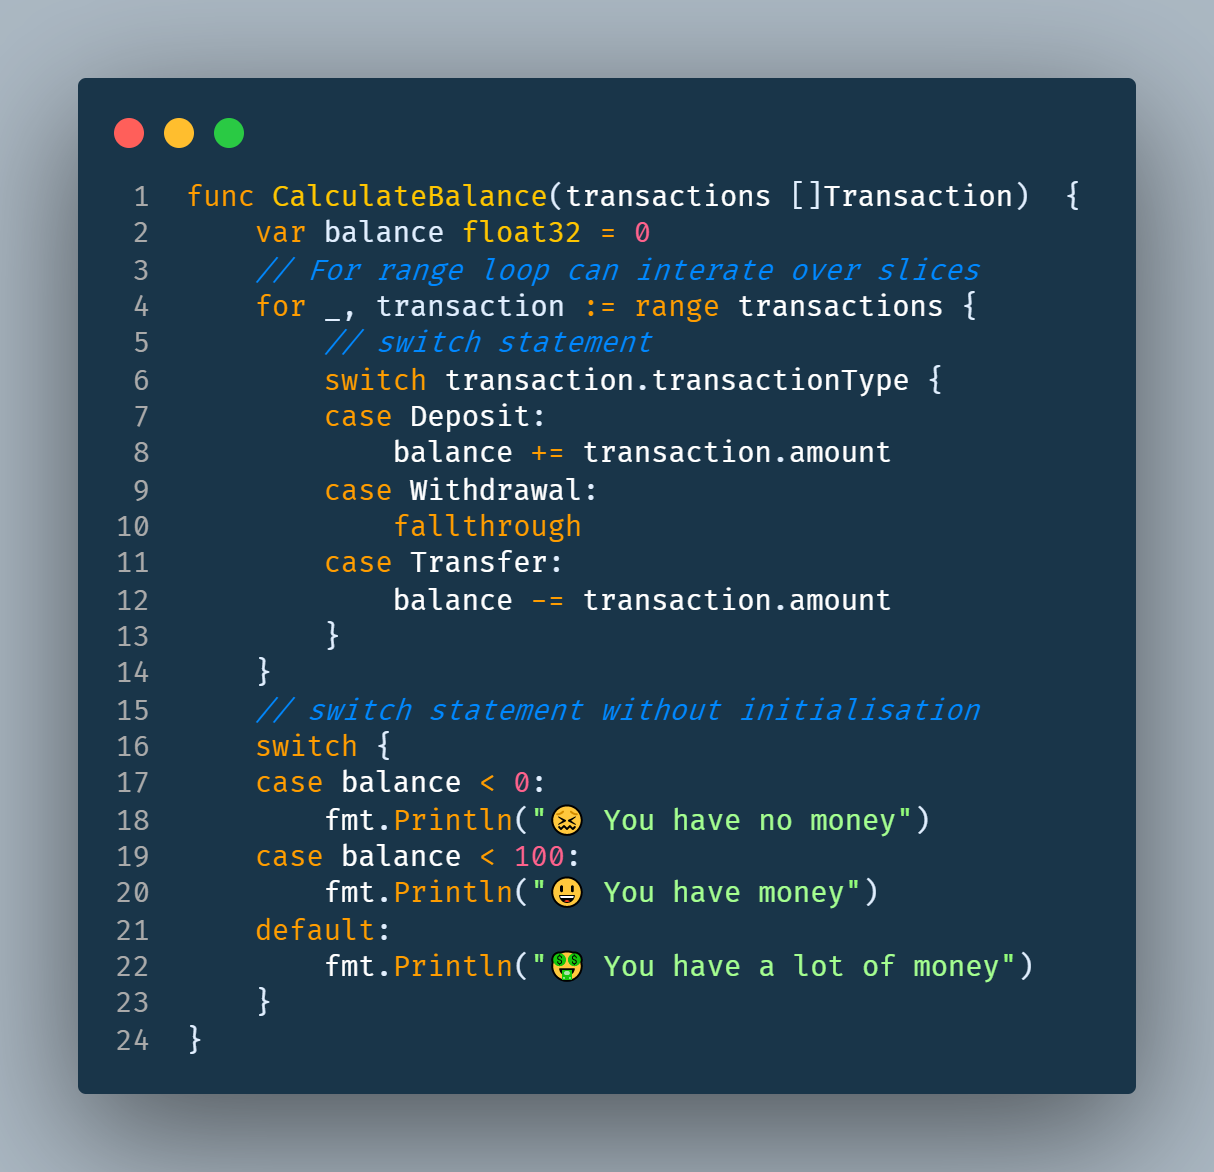 1 func CalculateBalance(transactions []Transaction)  {
2     var balance float32 = 0
3     // For range loop can interate over slices
4     for _, transaction := range transactions {
5         // switch statement
6         switch transaction.transactionType {
7         case Deposit:
8             balance += transaction.amount
9         case Withdrawal:
10             fallthrough
11         case Transfer:
12             balance -= transaction.amount
13         }
14     }
15     // switch statement without initialisation
16     switch {
17     case balance < 0:
18         fmt.Println("😖 You have no money")
19     case balance < 100:
20         fmt.Println("😃 You have money")
21     default:
22         fmt.Println("🤑 You have a lot of money")
23     }
24 }